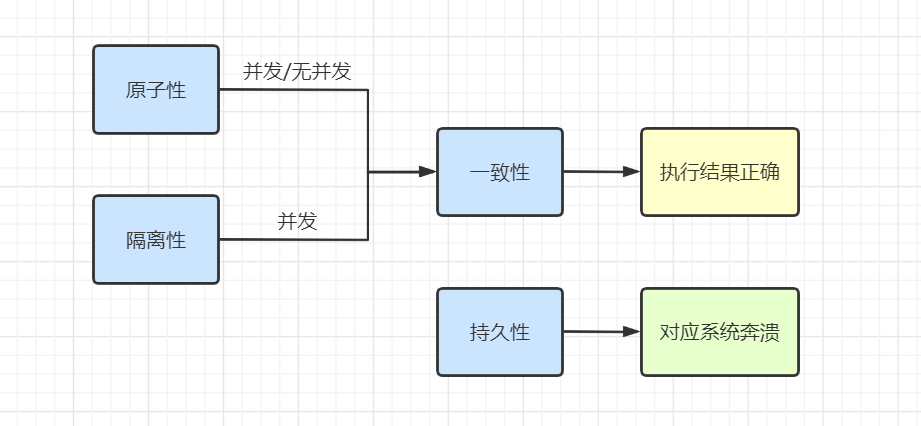 并发/无并发
原子性
一致性
执行结果正确
并发
隔离性
持久性
对应系统奔溃